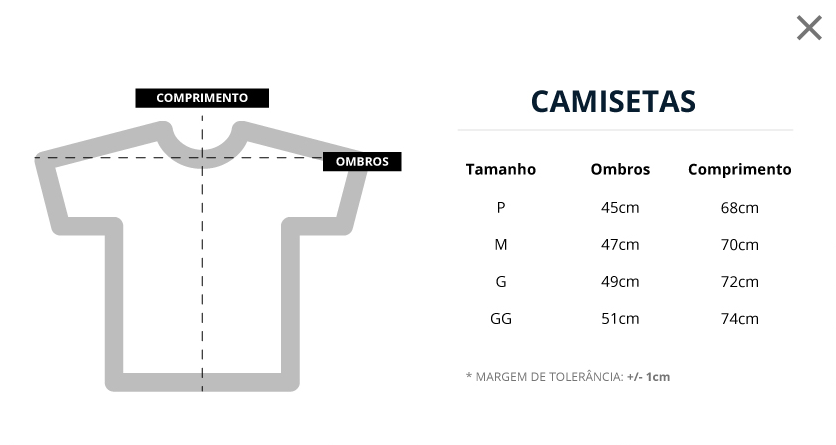 COMPRIMENTO
OMBROS
CAMISETAS
Tamanho Ombros Comprimento
P 45cm 68cm
M 47cm 70cm
G 49cm 72cm
GG 51cm 74cm
* MARGEM DE TOLERÂNCIA: +/- 1cm